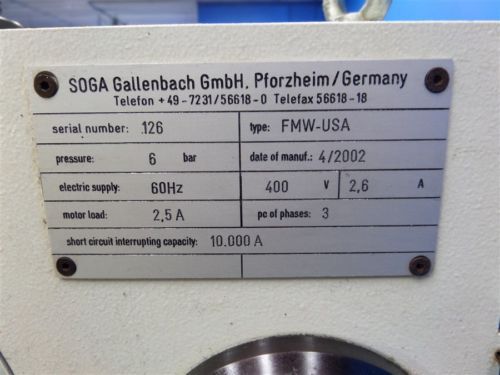 SOGA Gallenbach GmbH, Pforzheim/Germany
Telefon +49-7231/56618-0 Telefax 56618-18
serial number: 126 type: FMW-USA
pressure: 6 bar date of manuf.: 4/2002
electric supply: 60Hz 400 V 2,6 A
motor load: 2,5 A pc of phases: 3
short circuit interrupting capacity: 10.000 A